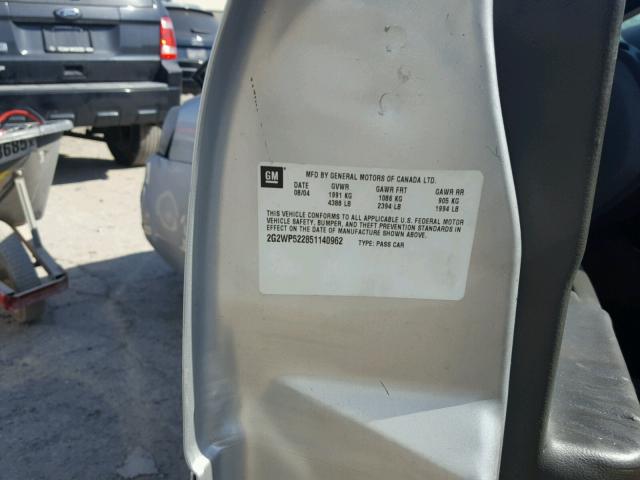 GM
MFD BY GENERAL MOTORS OF CANADA LTD.
DATE GVWR GAWR FRT GAWR RR
08/04 1991 KG 1086 KG 905 KG
4388 LB 2394 LB 1994 LB
THIS VEHICLE CONFORMS TO ALL APPLICABLE U.S. FEDERAL MOTOR
VEHICLE SAFETY, BUMPER, AND THEFT PREVENTION STANDARDS IN
EFFECT ON THE DATE OF MANUFACTURE SHOWN ABOVE.
2G2WP522851140962 TYPE: PASS CAR
Ford